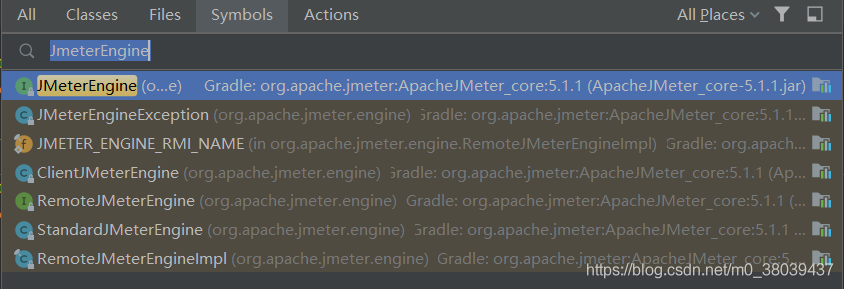 All Classes Files Symbols Actions All Places
JmeterEngine
JMeterEngine (o...e) Gradle: org.apache.jmeter:ApacheJMeter_core:5.1.1 (ApacheJMeter_core-5.1.1.jar)
JMeterEngineException (org.apache.jmeter.engine) Gradle: org.apache.jmeter:ApacheJMeter_core:5.1.1...
JMETER_ENGINE_RMI_NAME (in org.apache.jmeter.engine.RemoteJMeterEngineImpl) Gradle: org.apach...
ClientJMeterEngine (org.apache.jmeter.engine) Gradle: org.apache.jmeter:ApacheJMeter_core:5.1.1 (Ap...
RemoteJMeterEngine (org.apache.jmeter.engine) Gradle: org.apache.jmeter:ApacheJMeter_core:5.1.1 (...
StandardJMeterEngine (org.apache.jmeter.engine) Gradle: org.apache.jmeter:ApacheJMeter_core:5.1.1 ...
RemoteJMeterEngineImpl (org.apache.jmeter.engine) Gradle: org.apache.jmeter:ApacheJMeter_core:5...
https://blog.csdn.net/m0_38039437